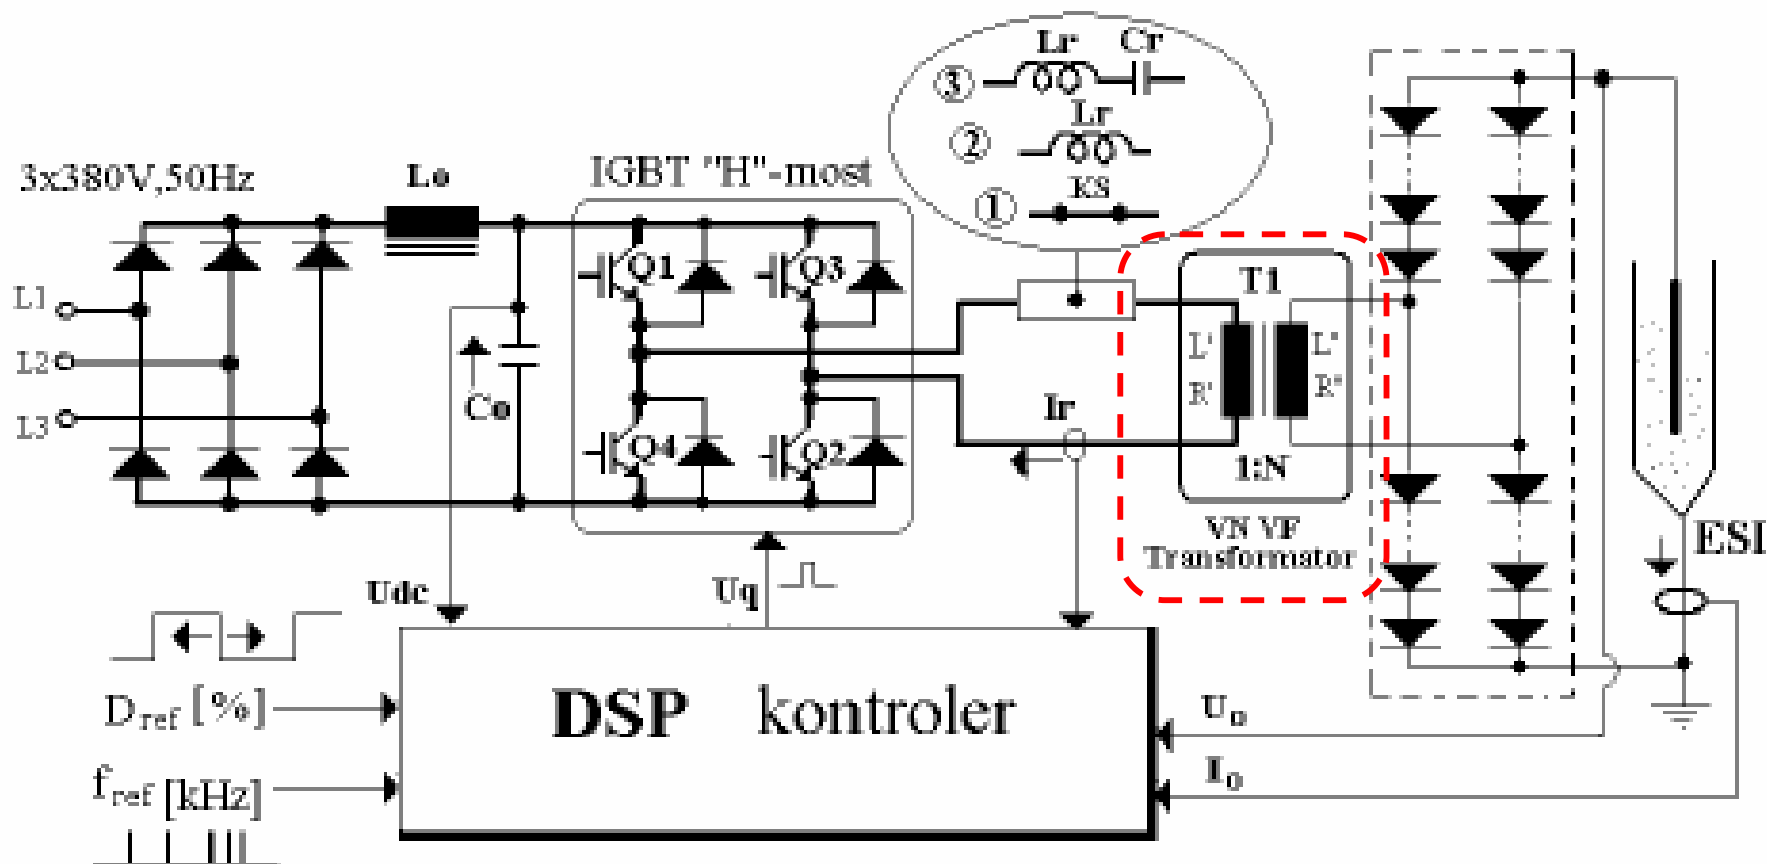 3x380V,50Hz
Lo
IGBT "H"-most
Lr Cr
③
Lr
②
KS
①
L1
L2
L3
Co
Q1
Q3
Q4
Q2
Ir
T1
L' L"
R' R"
1:N
VN VF
Transformator
ESI
Udc
Uq
Dref [%]
fref [kHz]
DSP kontroler
Uo
Io